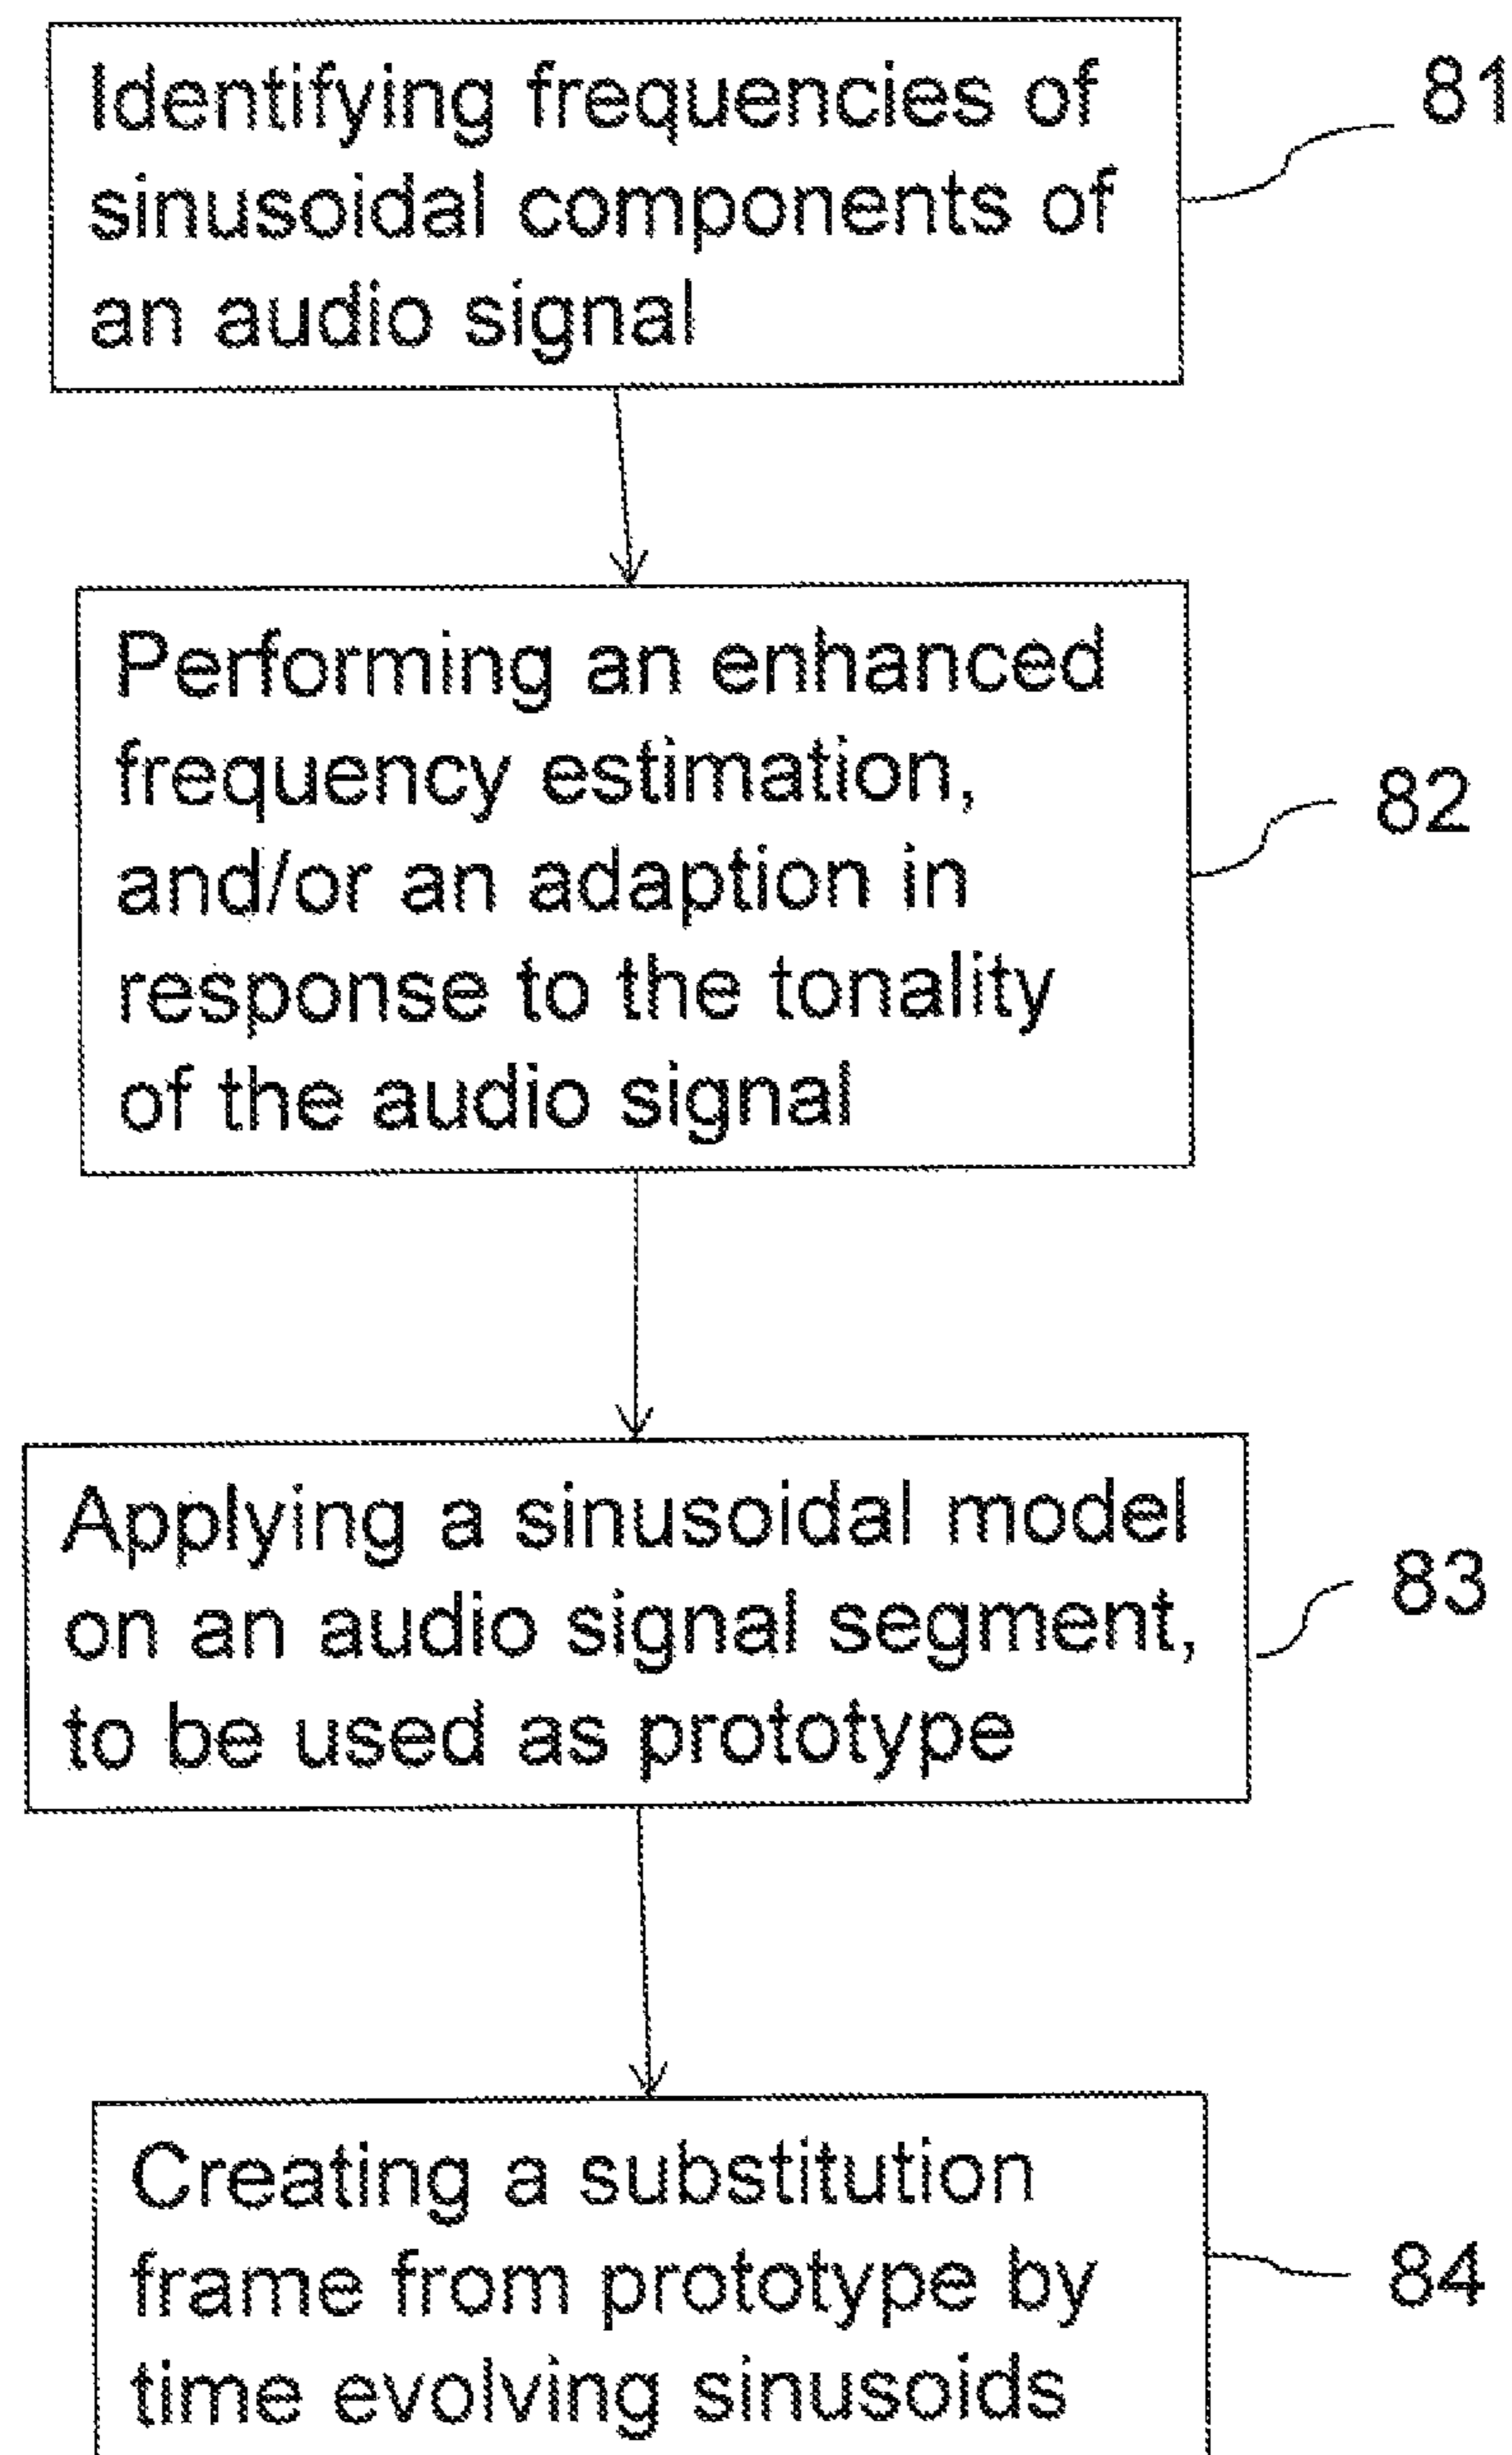 Identifying frequencies of
sinusoidal components of
an audio signal
81
Performing an enhanced
frequency estimation,
and/or an adaption in
response to the tonality
of the audio signal
82
Applying a sinusoidal model
on an audio signal segment,
to be used as prototype
83
Creating a substitution
frame from prototype by
time evolving sinusoids
84